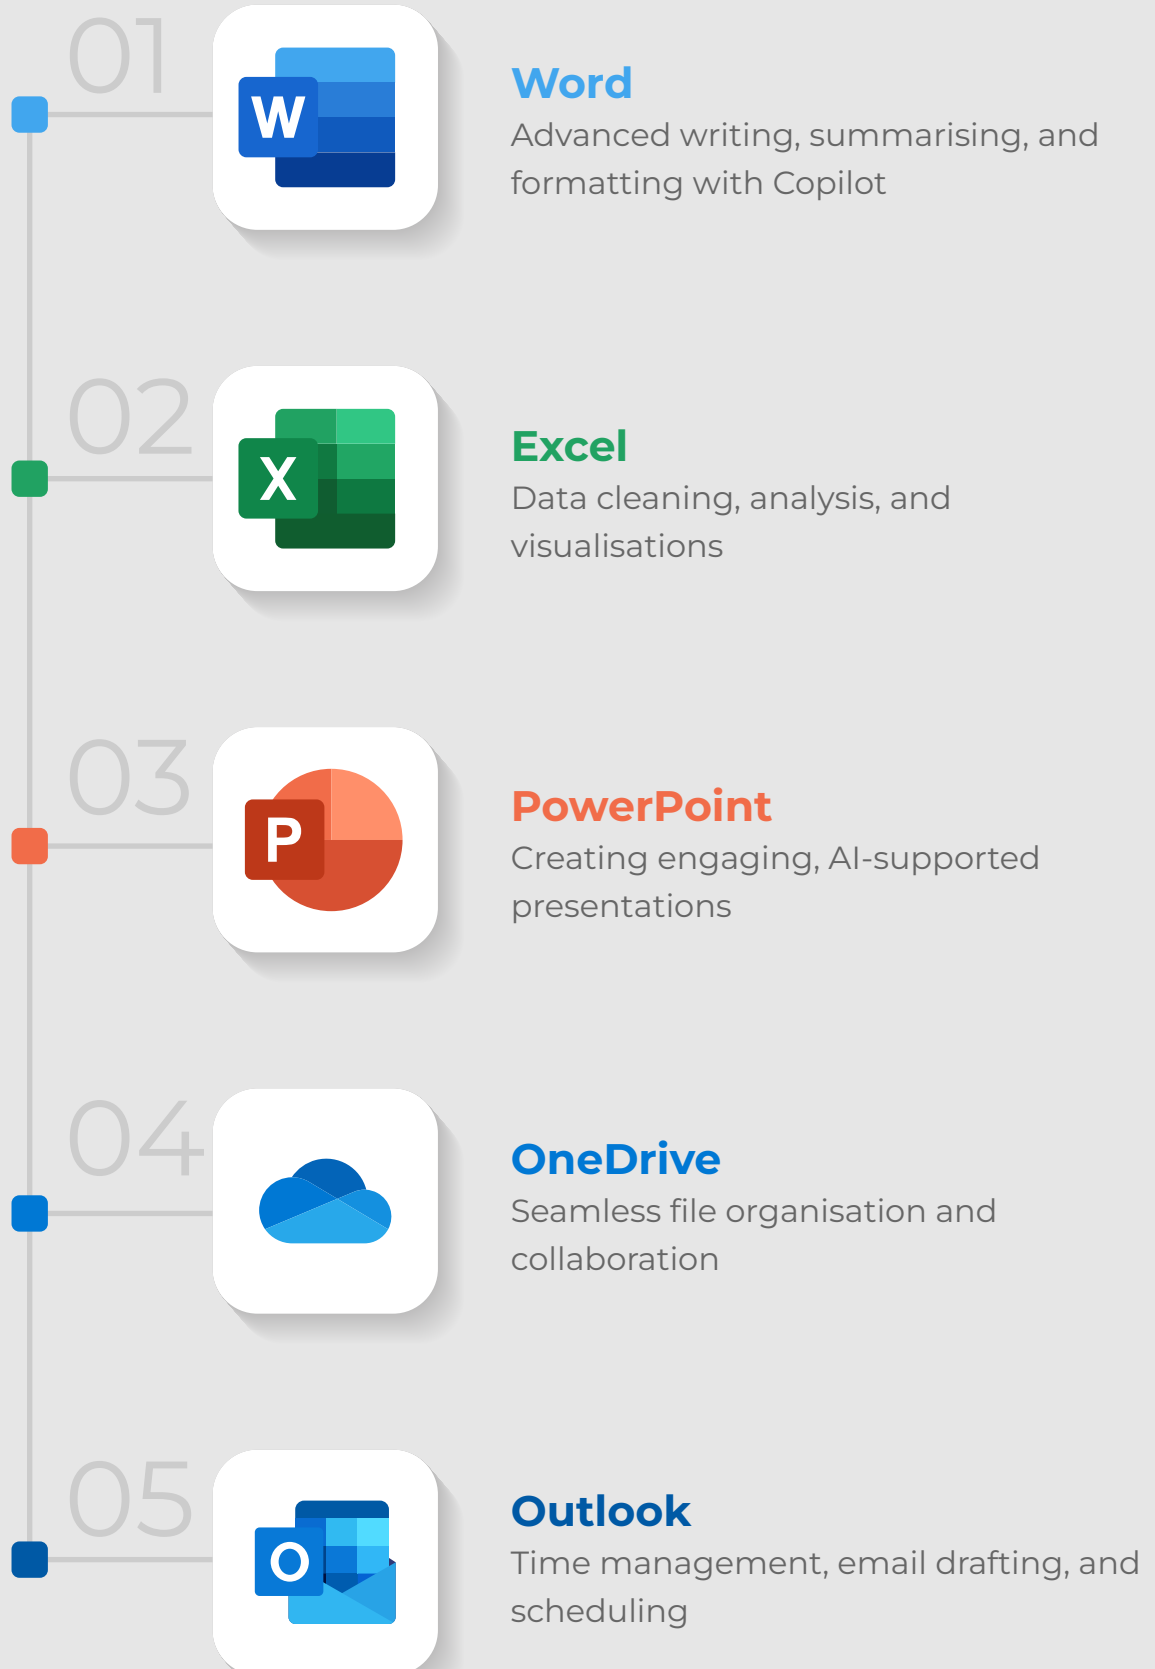 01
W
Word
Advanced writing, summarising, and
formatting with Copilot
02
X
Excel
Data cleaning, analysis, and
visualisations
03
P
PowerPoint
Creating engaging, AI-supported
presentations
04
OneDrive
Seamless file organisation and
collaboration
05
O
Outlook
Time management, email drafting, and
scheduling